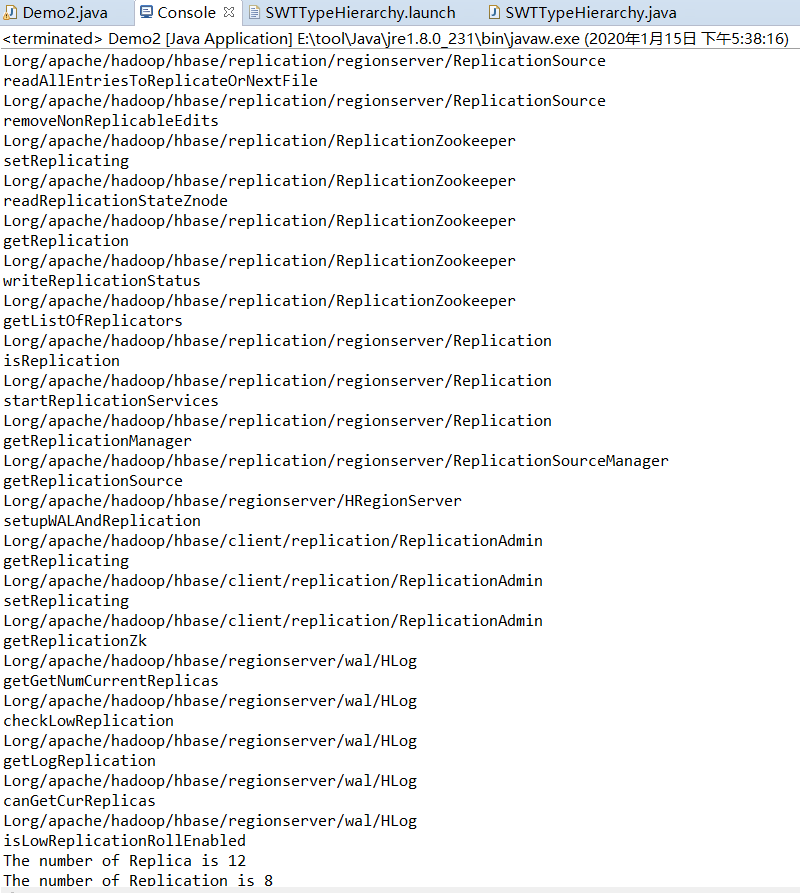 Demo2.java Console SWTTypeHierarchy.launch SWTTypeHierarchy.java
<terminated> Demo2 [Java Application] E:\tool\Java\jre1.8.0_231\bin\javaw.exe (2020年1月15日 下午5:38:16)
Lorg/apache/hadoop/hbase/replication/regionserver/ReplicationSource
readAllEntriesToReplicateOrNextFile
Lorg/apache/hadoop/hbase/replication/regionserver/ReplicationSource
removeNonReplicableEdits
Lorg/apache/hadoop/hbase/replication/ReplicationZookeeper
setReplicating
Lorg/apache/hadoop/hbase/replication/ReplicationZookeeper
readReplicationStateZnode
Lorg/apache/hadoop/hbase/replication/ReplicationZookeeper
getReplication
Lorg/apache/hadoop/hbase/replication/ReplicationZookeeper
writeReplicationStatus
Lorg/apache/hadoop/hbase/replication/ReplicationZookeeper
getListOfReplicators
Lorg/apache/hadoop/hbase/replication/regionserver/Replication
isReplication
Lorg/apache/hadoop/hbase/replication/regionserver/Replication
startReplicationServices
Lorg/apache/hadoop/hbase/replication/regionserver/Replication
getReplicationManager
Lorg/apache/hadoop/hbase/replication/regionserver/ReplicationSourceManager
getReplicationSource
Lorg/apache/hadoop/hbase/regionserver/HRegionServer
setupWALAndReplication
Lorg/apache/hadoop/hbase/client/replication/ReplicationAdmin
getReplicating
Lorg/apache/hadoop/hbase/client/replication/ReplicationAdmin
setReplicating
Lorg/apache/hadoop/hbase/client/replication/ReplicationAdmin
getReplicationZk
Lorg/apache/hadoop/hbase/regionserver/wal/HLog
getGetNumCurrentReplicas
Lorg/apache/hadoop/hbase/regionserver/wal/HLog
checkLowReplication
Lorg/apache/hadoop/hbase/regionserver/wal/HLog
getLogReplication
Lorg/apache/hadoop/hbase/regionserver/wal/HLog
canGetCurReplicas
Lorg/apache/hadoop/hbase/regionserver/wal/HLog
isLowReplicationRollEnabled
The number of Replica is 12
The number of Replication is 8